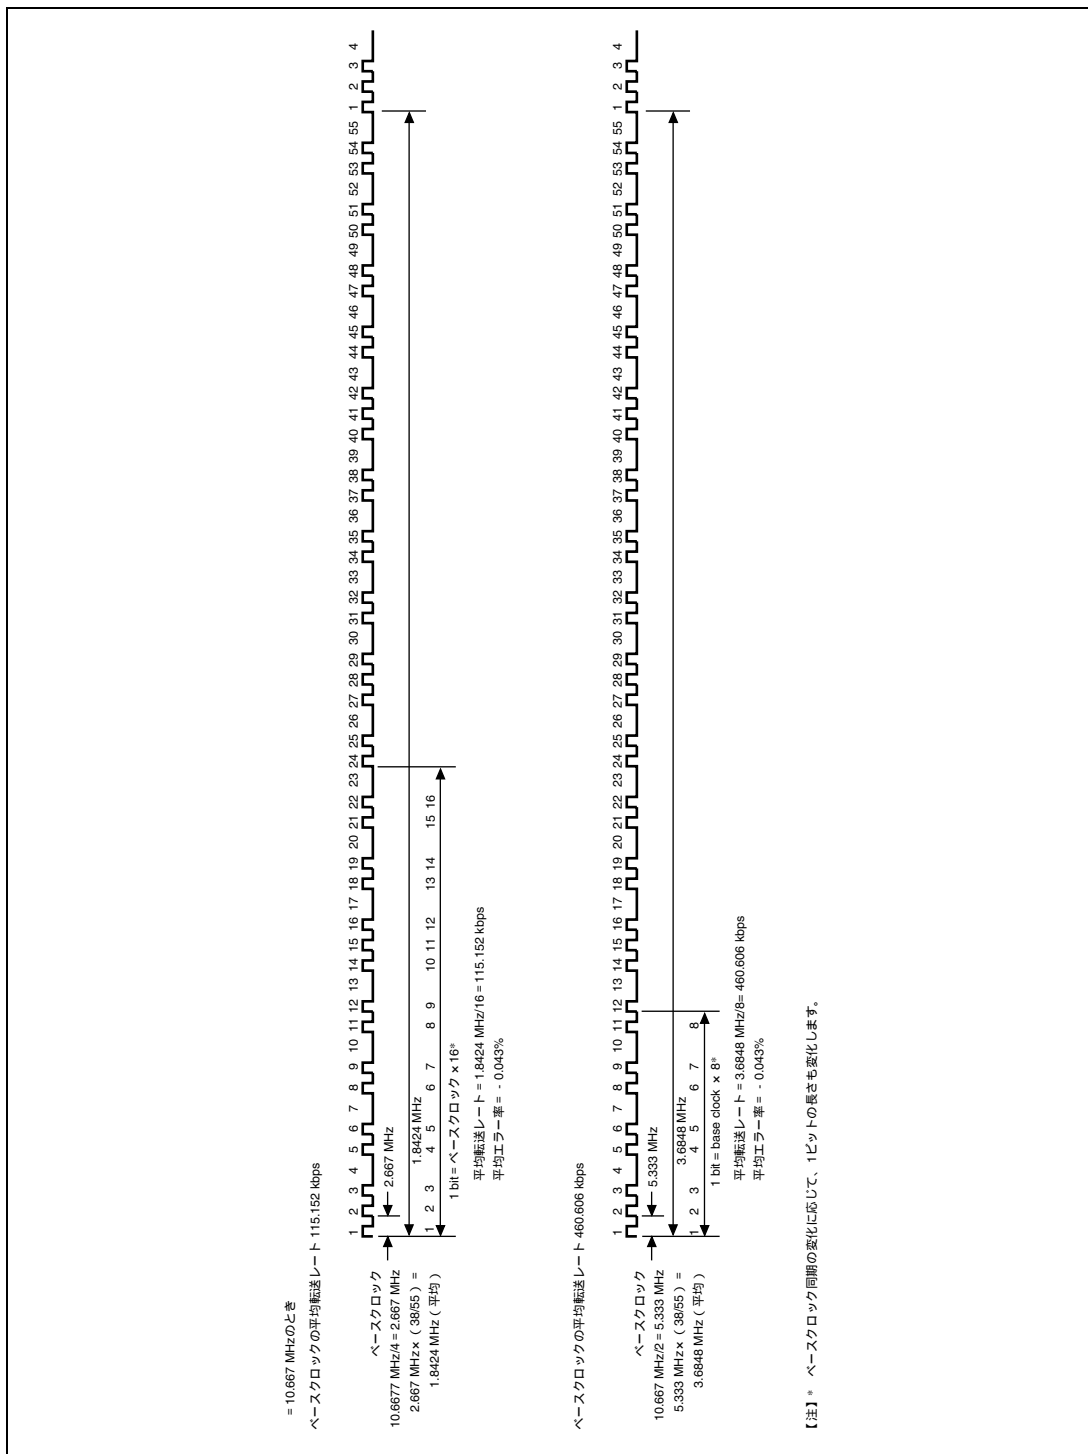 = 10.667 MHzのとき
ベースクロックの平均転送レート 115.152 kbps
1 2 3 4 5 6 7 8 9 10 11 12 13 14 15 16 17 18 19 20 21 22 23 24 25 26 27 28 29 30 31 32 33 34 35 36 37 38 39 40 41 42 43 44 45 46 47 48 49 50 51 52 53 54 55 1 2 3 4
ベースクロック
10.6677 MHz/4 = 2.667 MHz
2.667 MHz× ( 38/55 ) =
1.8424 MHz ( 平均 )
2.667 MHz
1.8424 MHz
1 2 3 4 5 6 7 8 9 10 11 12 13 14 15 16
1 bit = ベースクロック ×16*
平均転送レート = 1.8424 MHz/16 = 115.152 kbps
平均エラー率 = - 0.043%
ベースクロックの平均転送レート 460.606 kbps
1 2 3 4 5 6 7 8 9 10 11 12 13 14 15 16 17 18 19 20 21 22 23 24 25 26 27 28 29 30 31 32 33 34 35 36 37 38 39 40 41 42 43 44 45 46 47 48 49 50 51 52 53 54 55 1 2 3 4
ベースクロック
10.667 MHz/2 = 5.333 MHz
5.333 MHz× ( 38/55 ) =
3.6848 MHz ( 平均 )
5.333 MHz
3.6848 MHz
1 2 3 4 5 6 7 8
1 bit = base clock × 8*
平均転送レート = 3.6848 MHz/8= 460.606 kbps
平均エラー率 = - 0.043%
【注】* ベースクロック同期の変化に応じて、1ビットの長さも変化します。